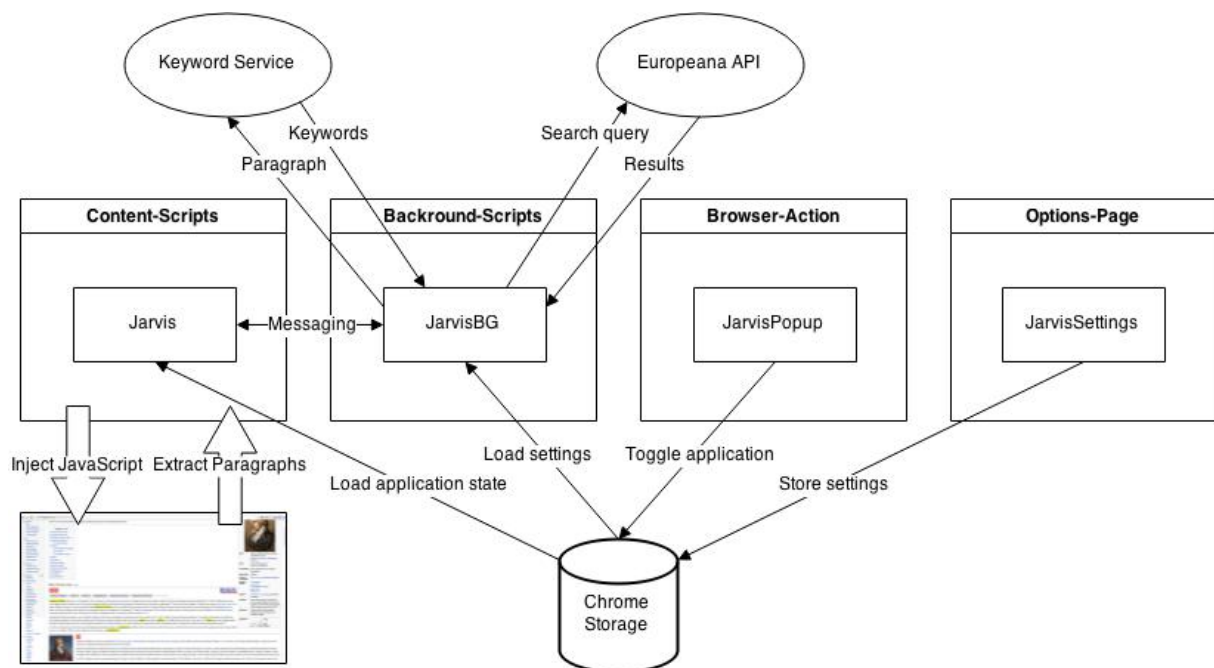 Keyword Service
Europeana API
Keywords
Search query
Paragraph
Results
Content-Scripts
Backround-Scripts
Browser-Action
Options-Page
Jarvis
Messaging
JarvisBG
JarvisPopup
JarvisSettings
Inject JavaScript
Extract Paragraphs
Load settings
Toggle application
Load application state
Store settings
Chrome
Storage